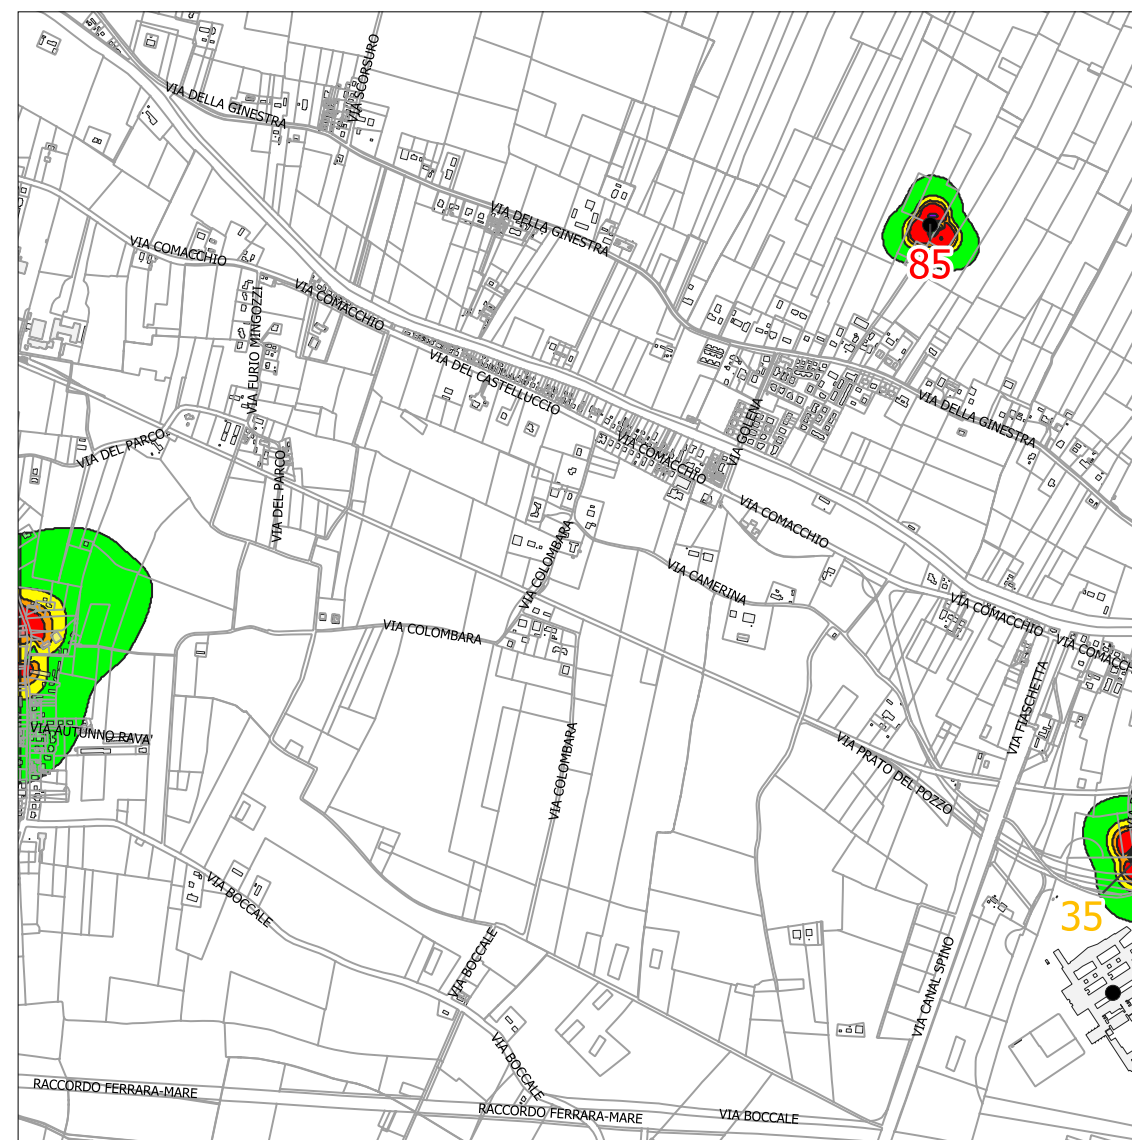 VIA SCORSURO
VIA DELLA GINESTRA
VIA DELLA GINESTRA
VIA COMACCHIO
85
VIA COMACCHIO
VIA FURIO MINGOZZI
VIA DEL CASTELLUCCIO
VIA GOLENA
VIA DELLA GINESTRA
VIA DEL PARCO
VIA COMACCHIO
VIA DEL PARCO
VIA COMACCHIO
VIA COLOMBARA
VIA CAMERINA
VIA COMACCHIO
VIA COLOMBARA
VIA COMACCH
VIA FIASCHETTA
VIA AUTUNNO RAVA'
VIA COLOMBARA
VIA PRATO DEL POZZO
VIA BOCCALE
35
VIA BOCCALE
VIA CANAL SPINO
VIA BOCCALE
RACCORDO FERRARA-MARE
RACCORDO FERRARA-MARE
VIA BOCCALE